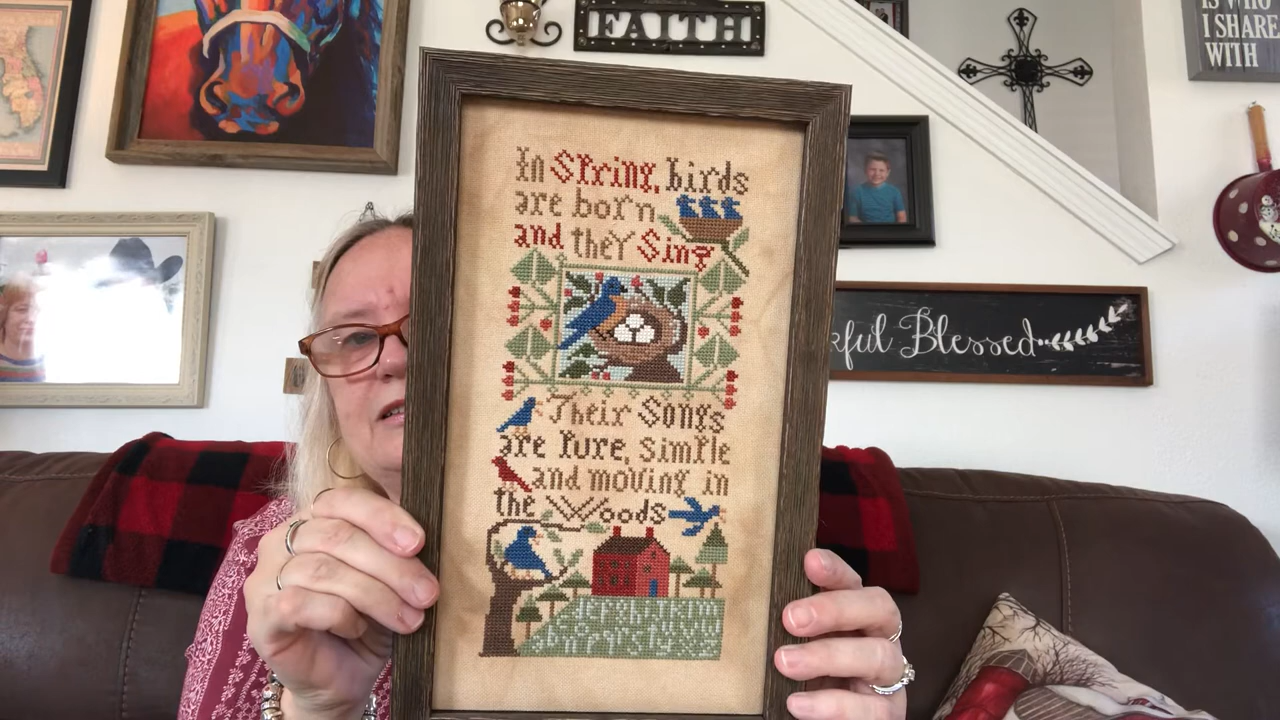 FAITH
IS WHO
I SHARE
WITH
In Spring, birds
are born
and they Sing
kful Blessed
Their Songs
are Pure, Simple
and moving in
the Woods